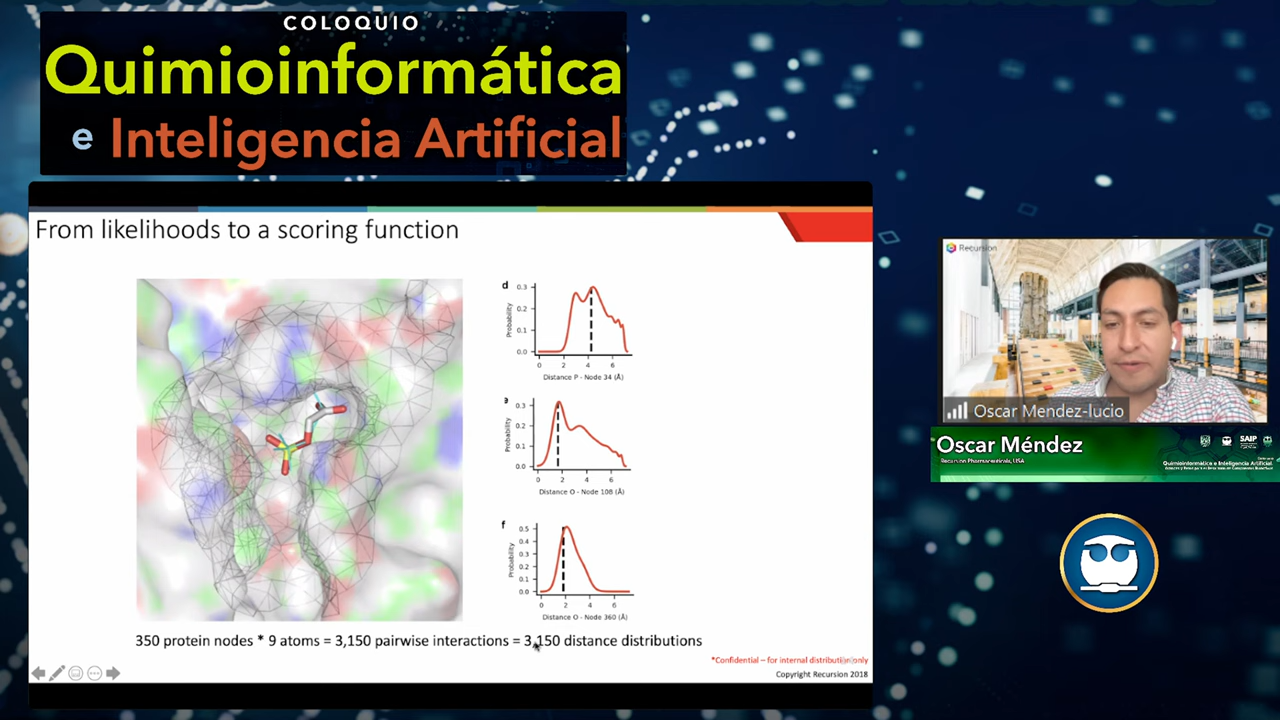 COLOQUIO
Quimioinformática
e Inteligencia Artificial
From likelihoods to a scoring function
d
0.3
0.2
0.1
0.0
Probability
0 2 4 6
Distance P - Node 34 (Å)
e
0.3
0.2
0.1
0.0
Probability
0 2 4 6
Distance O - Node 108 (Å)
f
0.5
0.4
0.3
0.2
0.1
0.0
Probability
0 2 4 6
Distance O - Node 360 (Å)
350 protein nodes * 9 atoms = 3,150 pairwise interactions = 3,150 distance distributions
*Confidential – for internal distribution only
Copyright Recursion 2018
Recursion
Oscar Mendez-lucio
Oscar Méndez
Recursion Pharmaceuticals, USA
SAIP
Quimioinformática e Inteligencia Artificial